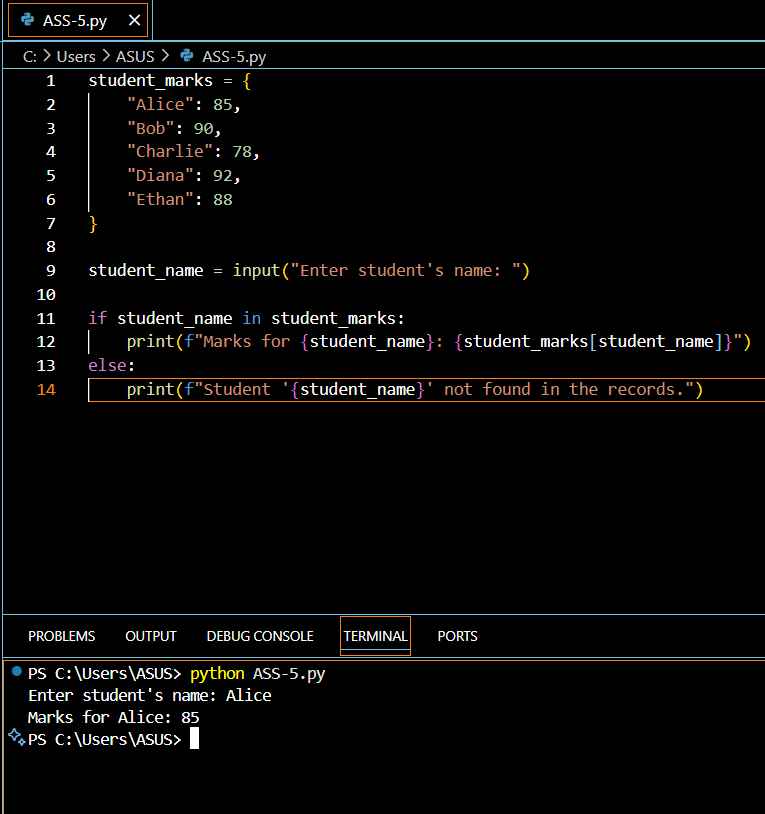 ASS-5.py ×
C: > Users > ASUS > ASS-5.py
1 student_marks = {
2     "Alice": 85,
3     "Bob": 90,
4     "Charlie": 78,
5     "Diana": 92,
6     "Ethan": 88
7 }
8
9 student_name = input("Enter student's name: ")
10
11 if student_name in student_marks:
12     print(f"Marks for {student_name}: {student_marks[student_name]}")
13 else:
14     print(f"Student '{student_name}' not found in the records.")
PROBLEMS OUTPUT DEBUG CONSOLE TERMINAL PORTS
PS C:\Users\ASUS> python ASS-5.py
Enter student's name: Alice
Marks for Alice: 85
PS C:\Users\ASUS>